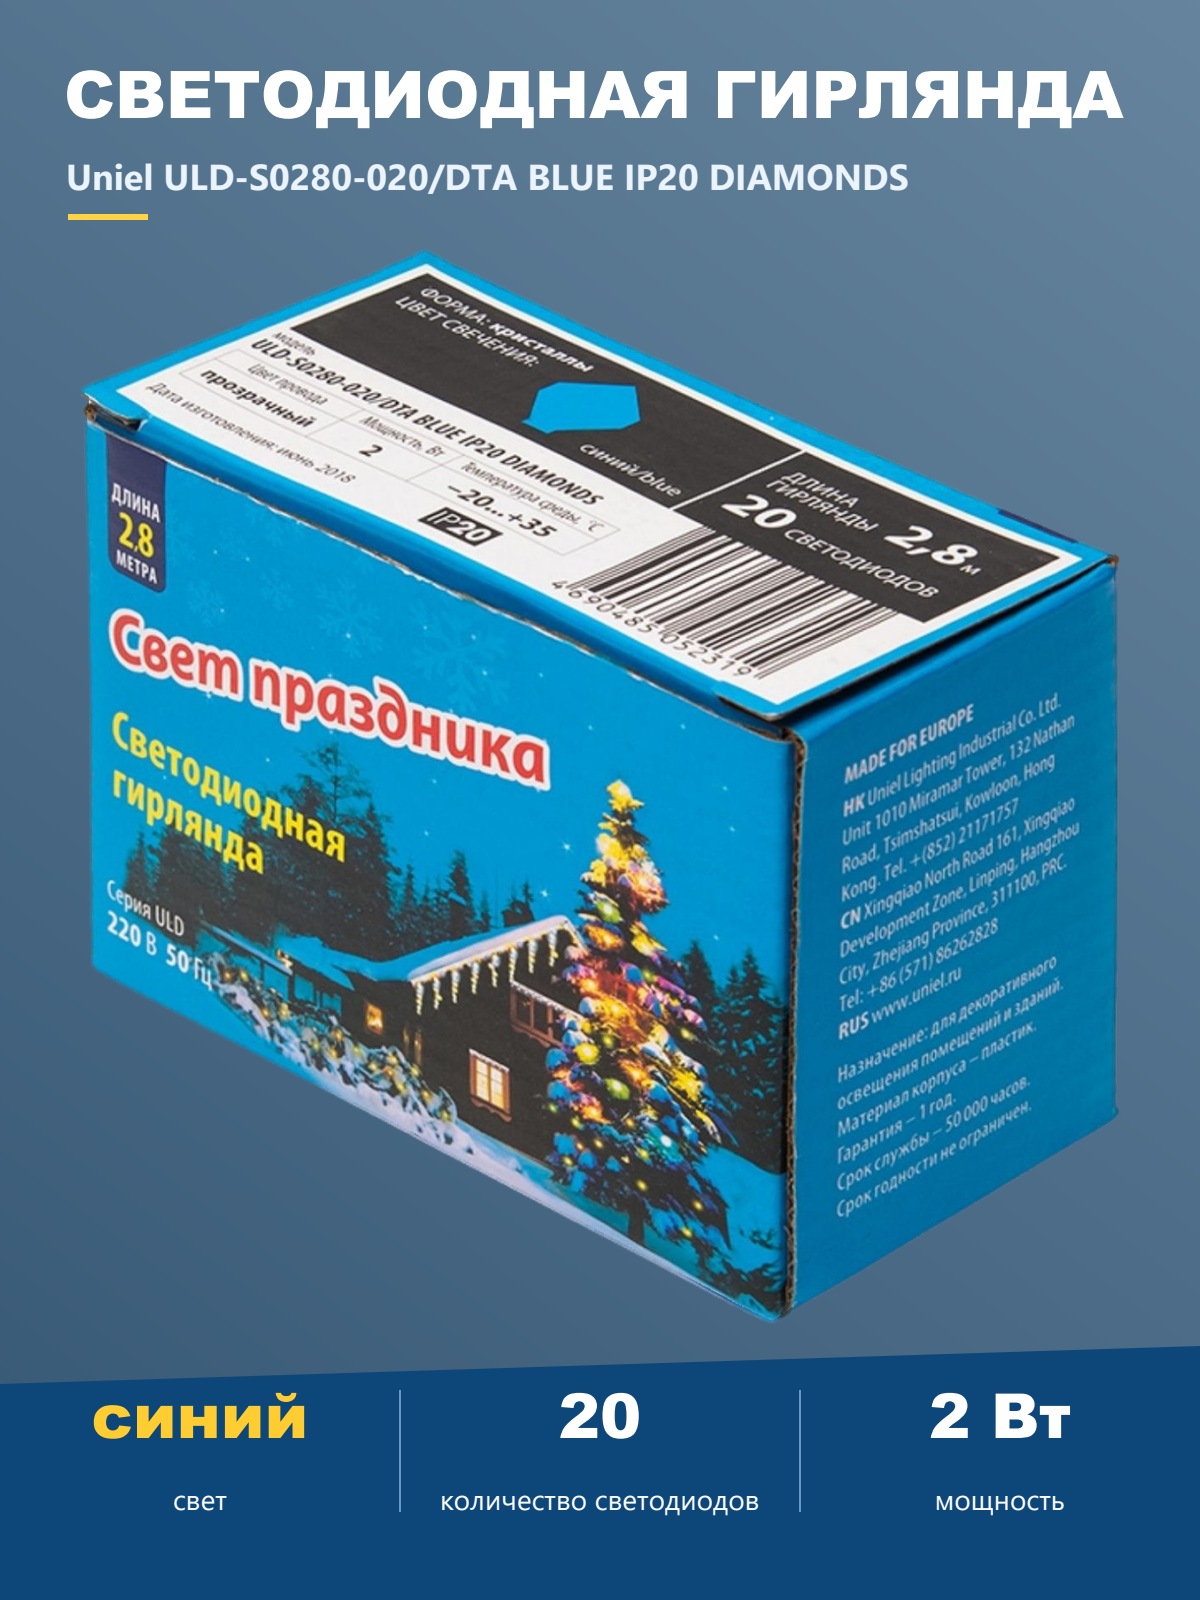 СВЕТОДИОДНАЯ ГИРЛЯНДА
Uniel ULD-S0280-020/DTA BLUE IP20 DIAMONDS
ФОРМА: кристаллы
ЦВЕТ СВЕЧЕНИЯ:
синий/blue
ДЛИНА
ГИРЛЯНДЫ 2,8 м
20 СВЕТОДИОДОВ
Модель
ULD-S0280-020/DTA BLUE IP20 DIAMONDS
Цвет провода
прозрачный
Мощность, Вт
2
Температура среды, °С
−20...+35
Дата изготовления: июнь 2018
IP20
4690485052319
ДЛИНА
2,8
МЕТРА
Свет праздника
Светодиодная
гирлянда
Серия ULD
220 В 50 Гц
MADE FOR EUROPE
HK Uniel Lighting Industrial Co. Ltd.
Unit 1010 Miramar Tower, 132 Nathan
Road, Tsimshatsui, Kowloon, Hong
Kong. Tel. +(852) 21171757
CN Xingqiao North Road 161, Xingqiao
Development Zone, Linping, Hangzhou
City, Zhejiang Province, 311100, PRC.
Tel: +86 (571) 86262828
RUS www.uniel.ru
Назначение: для декоративного
освещения помещений и зданий.
Материал корпуса – пластик.
Гарантия – 1 год.
Срок службы – 50 000 часов.
Срок годности не ограничен.
синий
свет
20
количество светодиодов
2 Вт
мощность